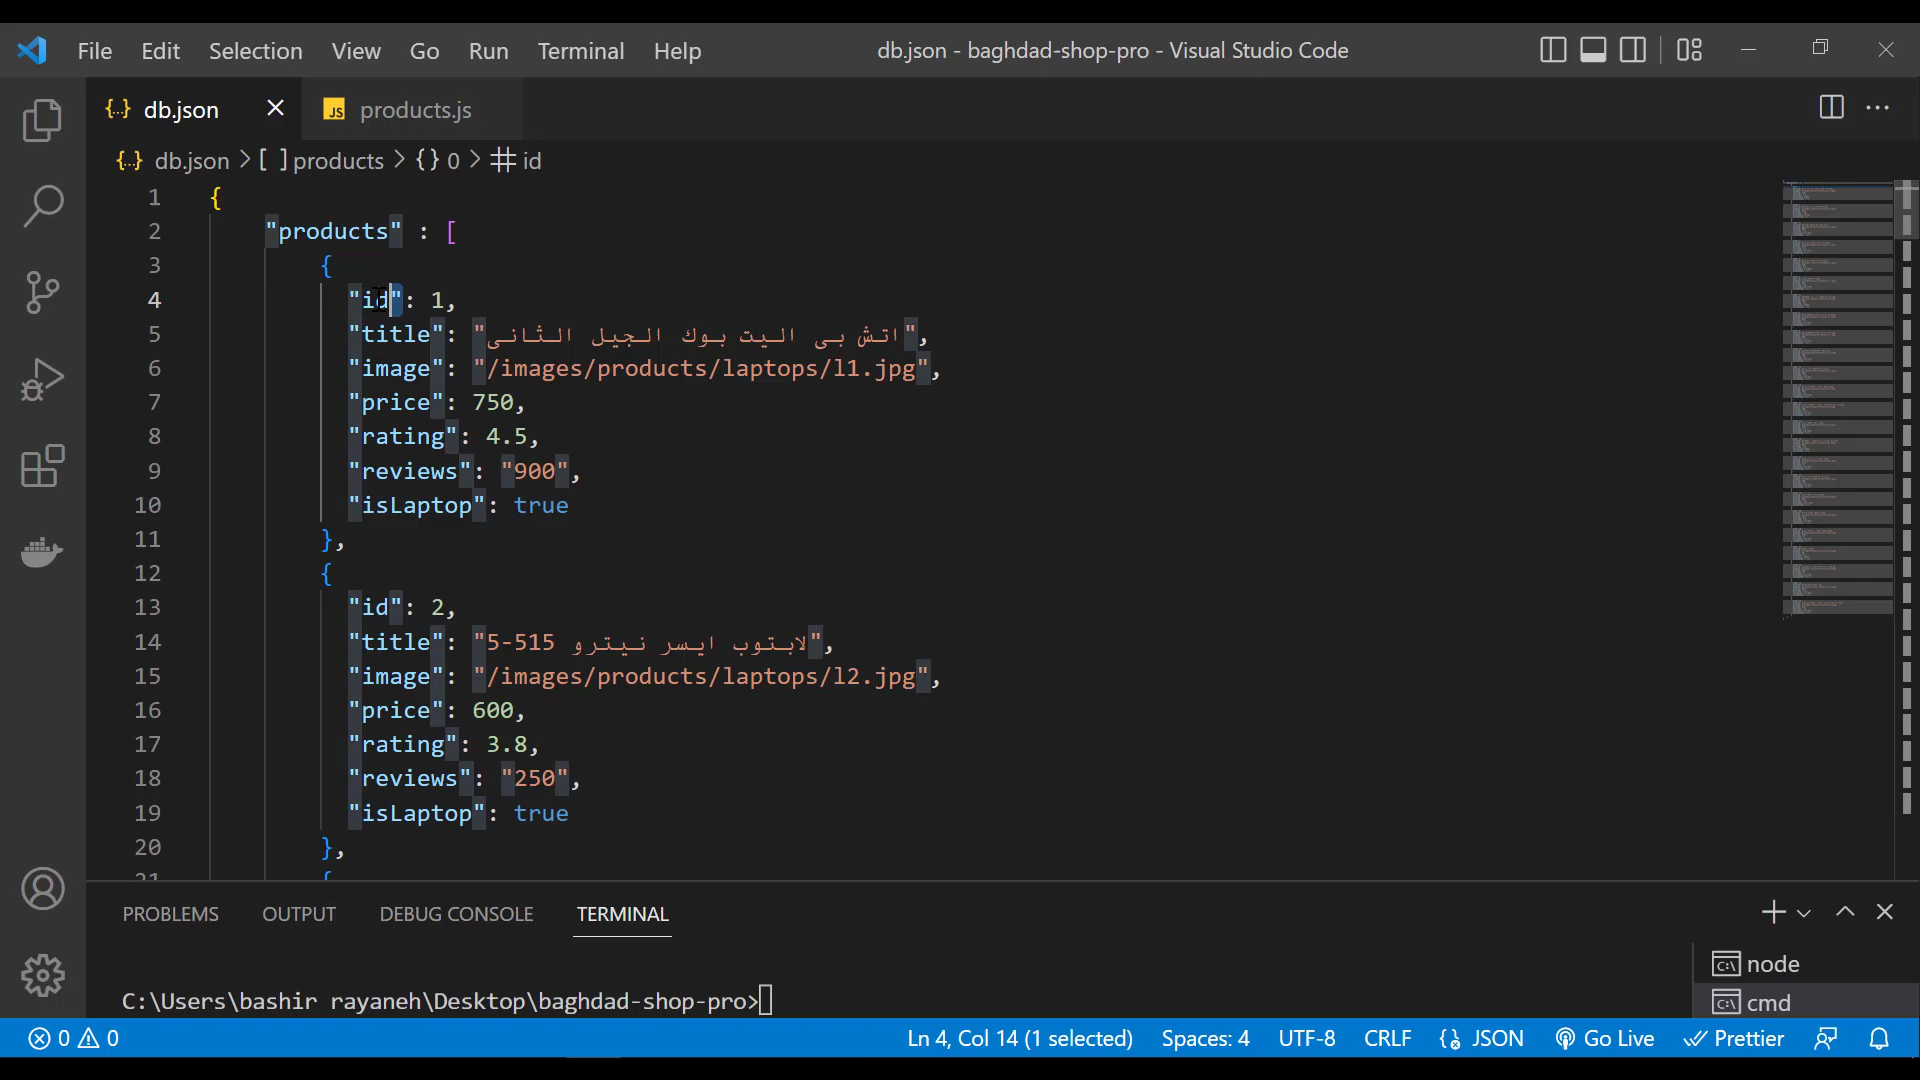 File Edit Selection View Go Run Terminal Help db.json - baghdad-shop-pro - Visual Studio Code
{..} db.json JS products.js
{..} db.json > [ ] products > {} 0 > # id
1 {
2 "products" : [
3 {
4 "id": 1,
5 "title": "اتش بى اليت بوك الجيل الثانى",
6 "image": "/images/products/laptops/l1.jpg",
7 "price": 750,
8 "rating": 4.5,
9 "reviews": "900",
10 "isLaptop": true
11 },
12 {
13 "id": 2,
14 "title": "لابتوب ايسر نيترو 515-5",
15 "image": "/images/products/laptops/l2.jpg",
16 "price": 600,
17 "rating": 3.8,
18 "reviews": "250",
19 "isLaptop": true
20 },
21 {
PROBLEMS OUTPUT DEBUG CONSOLE TERMINAL
node
C:\Users\bashir rayaneh\Desktop\baghdad-shop-pro>
cmd
0 0 Ln 4, Col 14 (1 selected) Spaces: 4 UTF-8 CRLF JSON Go Live Prettier